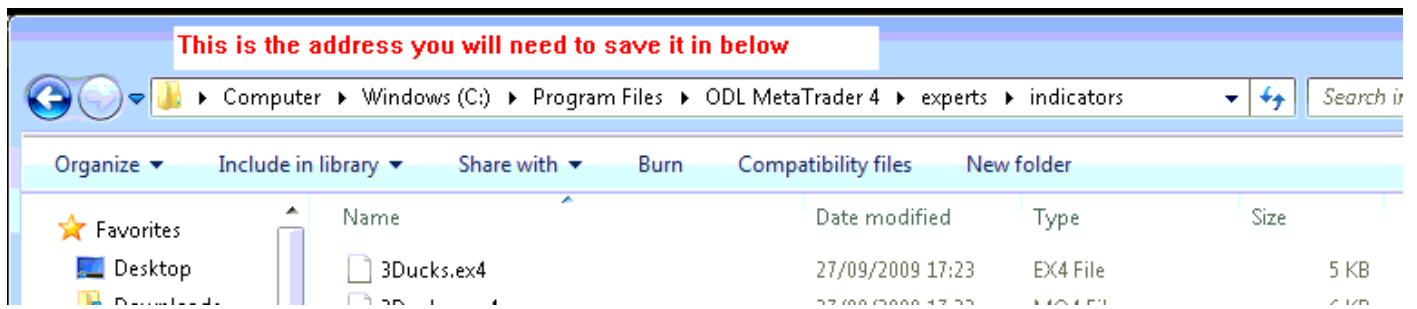 This is the address you will need to save it in below
Computer Windows (C:) Program Files ODL MetaTrader 4 experts indicators Search in
Organize Include in library Share with Burn Compatibility files New folder
Favorites Name Date modified Type Size
Desktop 3Ducks.ex4 27/09/2009 17:23 EX4 File 5 KB